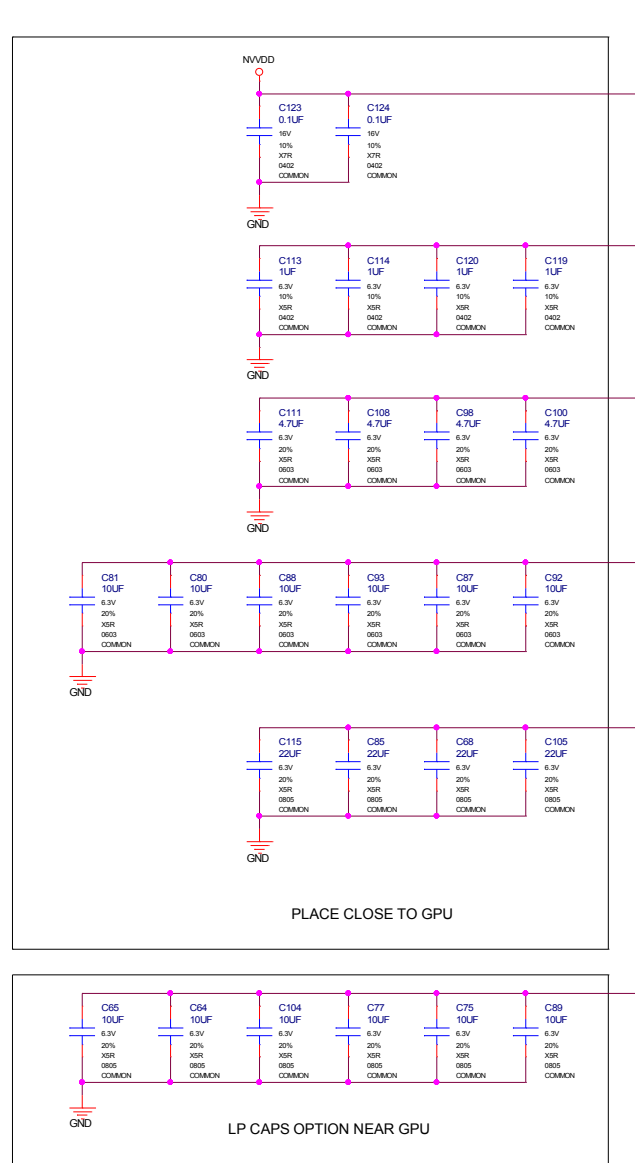 NVVDD
C123 C124
0.1UF 0.1UF
16V 16V
10% 10%
X7R X7R
0402 0402
COMMON COMMON
GND
C113 C114 C120 C119
1UF 1UF 1UF 1UF
6.3V 6.3V 6.3V 6.3V
10% 10% 10% 10%
X5R X5R X5R X5R
0402 0402 0402 0402
COMMON COMMON COMMON COMMON
GND
C111 C108 C98 C100
4.7UF 4.7UF 4.7UF 4.7UF
6.3V 6.3V 6.3V 6.3V
20% 20% 20% 20%
X5R X5R X5R X5R
0603 0603 0603 0603
COMMON COMMON COMMON COMMON
GND
C81 C80 C88 C93 C87 C92
10UF 10UF 10UF 10UF 10UF 10UF
6.3V 6.3V 6.3V 6.3V 6.3V 6.3V
20% 20% 20% 20% 20% 20%
X5R X5R X5R X5R X5R X5R
0603 0603 0603 0603 0603 0603
COMMON COMMON COMMON COMMON COMMON COMMON
GND
C115 C85 C68 C105
22UF 22UF 22UF 22UF
6.3V 6.3V 6.3V 6.3V
20% 20% 20% 20%
X5R X5R X5R X5R
0805 0805 0805 0805
COMMON COMMON COMMON COMMON
GND
PLACE CLOSE TO GPU
C65 C64 C104 C77 C75 C89
10UF 10UF 10UF 10UF 10UF 10UF
6.3V 6.3V 6.3V 6.3V 6.3V 6.3V
20% 20% 20% 20% 20% 20%
X5R X5R X5R X5R X5R X5R
0805 0805 0805 0805 0805 0805
COMMON COMMON COMMON COMMON COMMON COMMON
GND
LP CAPS OPTION NEAR GPU